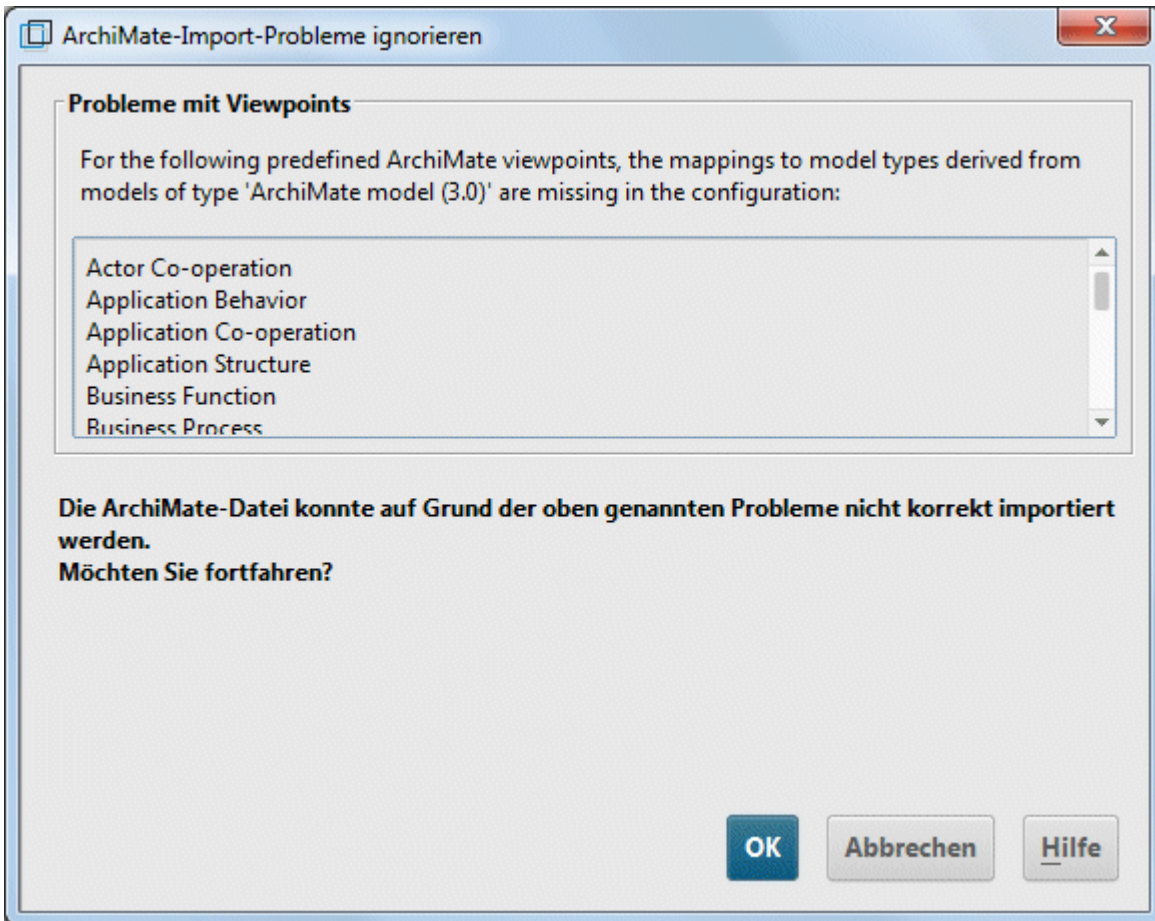 ArchiMate-Import-Probleme ignorieren
Probleme mit Viewpoints
For the following predefined ArchiMate viewpoints, the mappings to model types derived from
models of type 'ArchiMate model (3.0)' are missing in the configuration:
Actor Co-operation
Application Behavior
Application Co-operation
Application Structure
Business Function
Business Process
Die ArchiMate-Datei konnte auf Grund der oben genannten Probleme nicht korrekt importiert
werden.
Möchten Sie fortfahren?
OK
Abbrechen
Hilfe